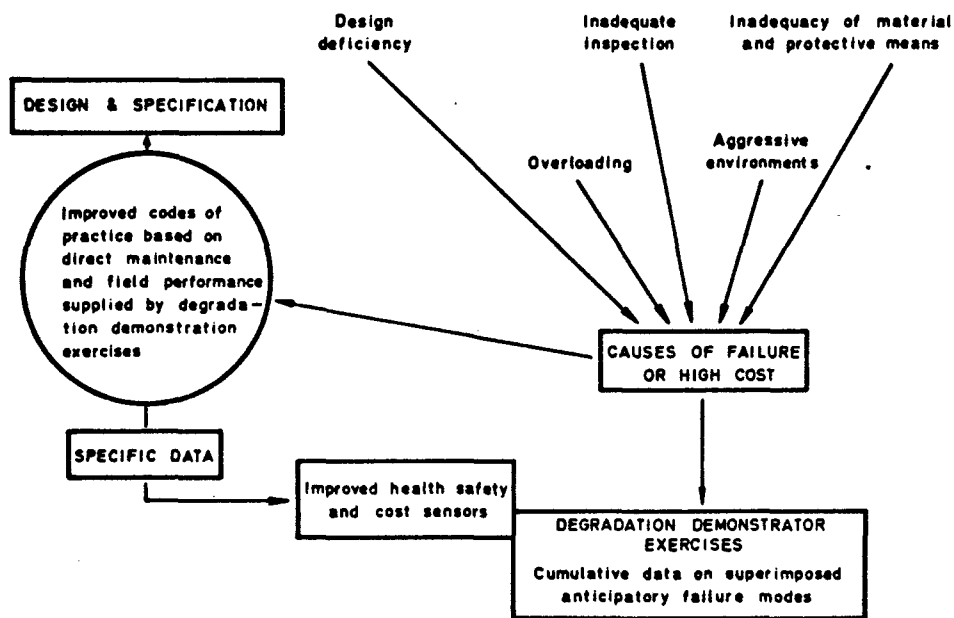 Design
deficiency
Inadequate
inspection
Inadequacy of material
and protective means
DESIGN & SPECIFICATION
Overloading
Aggressive
environments
Improved codes of
practice based on
direct maintenance
and field performance
supplied by degrada-
tion demonstration
exercises
CAUSES OF FAILURE
OR HIGH COST
SPECIFIC DATA
Improved health safety
and cost sensors
DEGRADATION DEMONSTRATOR
EXERCISES
Cumulative data on superimposed
anticipatory failure modes